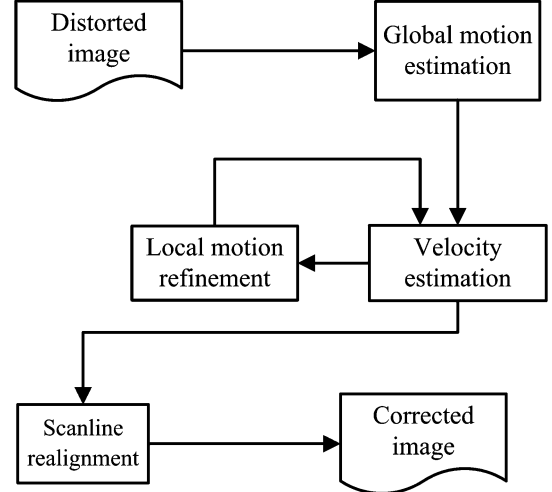 Distorted
image
Global motion
estimation
Local motion
refinement
Velocity
estimation
Scanline
realignment
Corrected
image